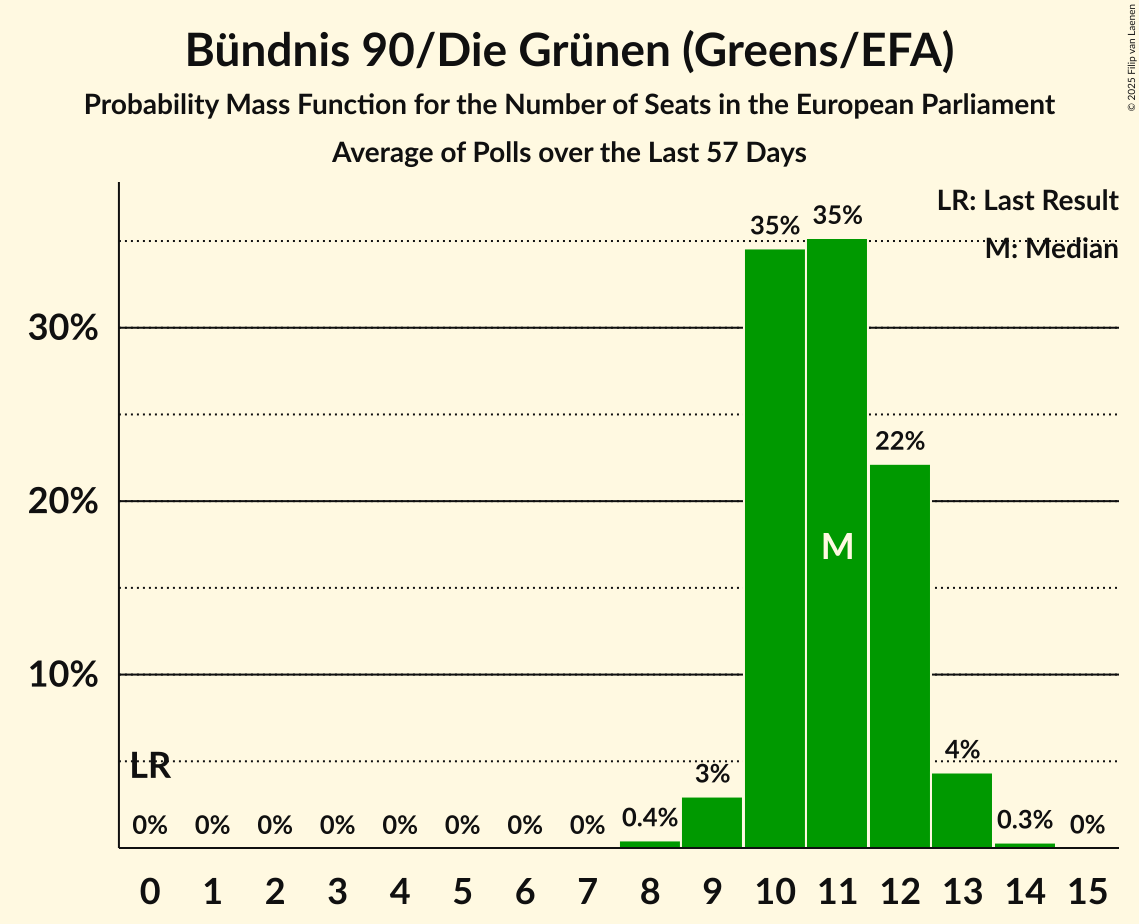 Bündnis 90/Die Grünen (Greens/EFA)
Probability Mass Function for the Number of Seats in the European Parliament
Average of Polls over the Last 57 Days
© 2025 Filip van Laenen
LR: Last Result
M: Median
35% 35%
30%
22%
20%
M
10%
LR
0% 0% 0% 0% 0% 0% 0% 0% 0.4% 3% 4% 0.3% 0%
0 1 2 3 4 5 6 7 8 9 10 11 12 13 14 15